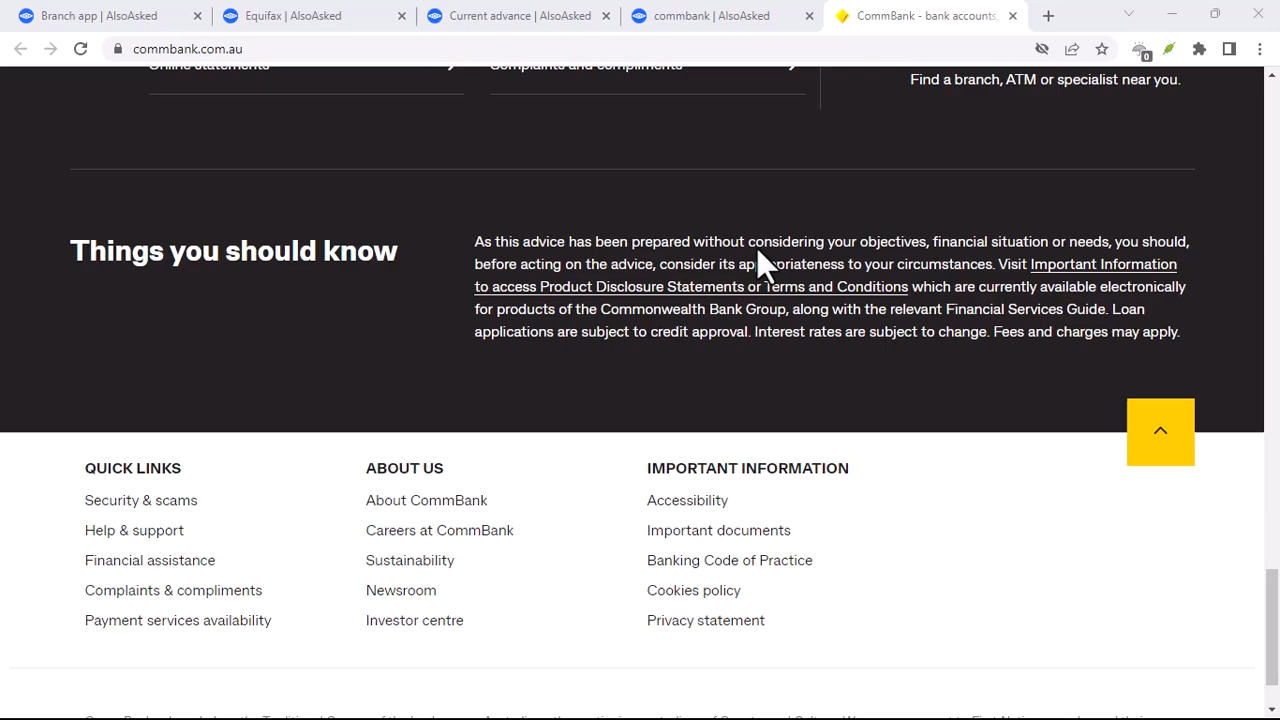 Branch app | AlsoAsked
Equifax | AlsoAsked
Current advance | AlsoAsked
commbank | AlsoAsked
CommBank - bank accounts,
commbank.com.au
0
Online statements
Complaints and compliments
Find a branch, ATM or specialist near you.
Things you should know
As this advice has been prepared without considering your objectives, financial situation or needs, you should,
before acting on the advice, consider its appropriateness to your circumstances. Visit Important Information
to access Product Disclosure Statements or Terms and Conditions which are currently available electronically
for products of the Commonwealth Bank Group, along with the relevant Financial Services Guide. Loan
applications are subject to credit approval. Interest rates are subject to change. Fees and charges may apply.
QUICK LINKS
Security & scams
Help & support
Financial assistance
Complaints & compliments
Payment services availability
ABOUT US
About CommBank
Careers at CommBank
Sustainability
Newsroom
Investor centre
IMPORTANT INFORMATION
Accessibility
Important documents
Banking Code of Practice
Cookies policy
Privacy statement